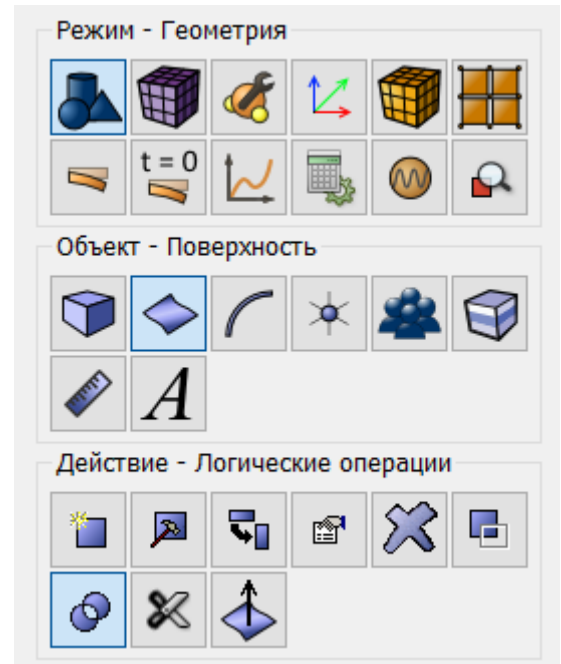 Режим - Геометрия
t = 0
Объект - Поверхность
A
Действие - Логические операции